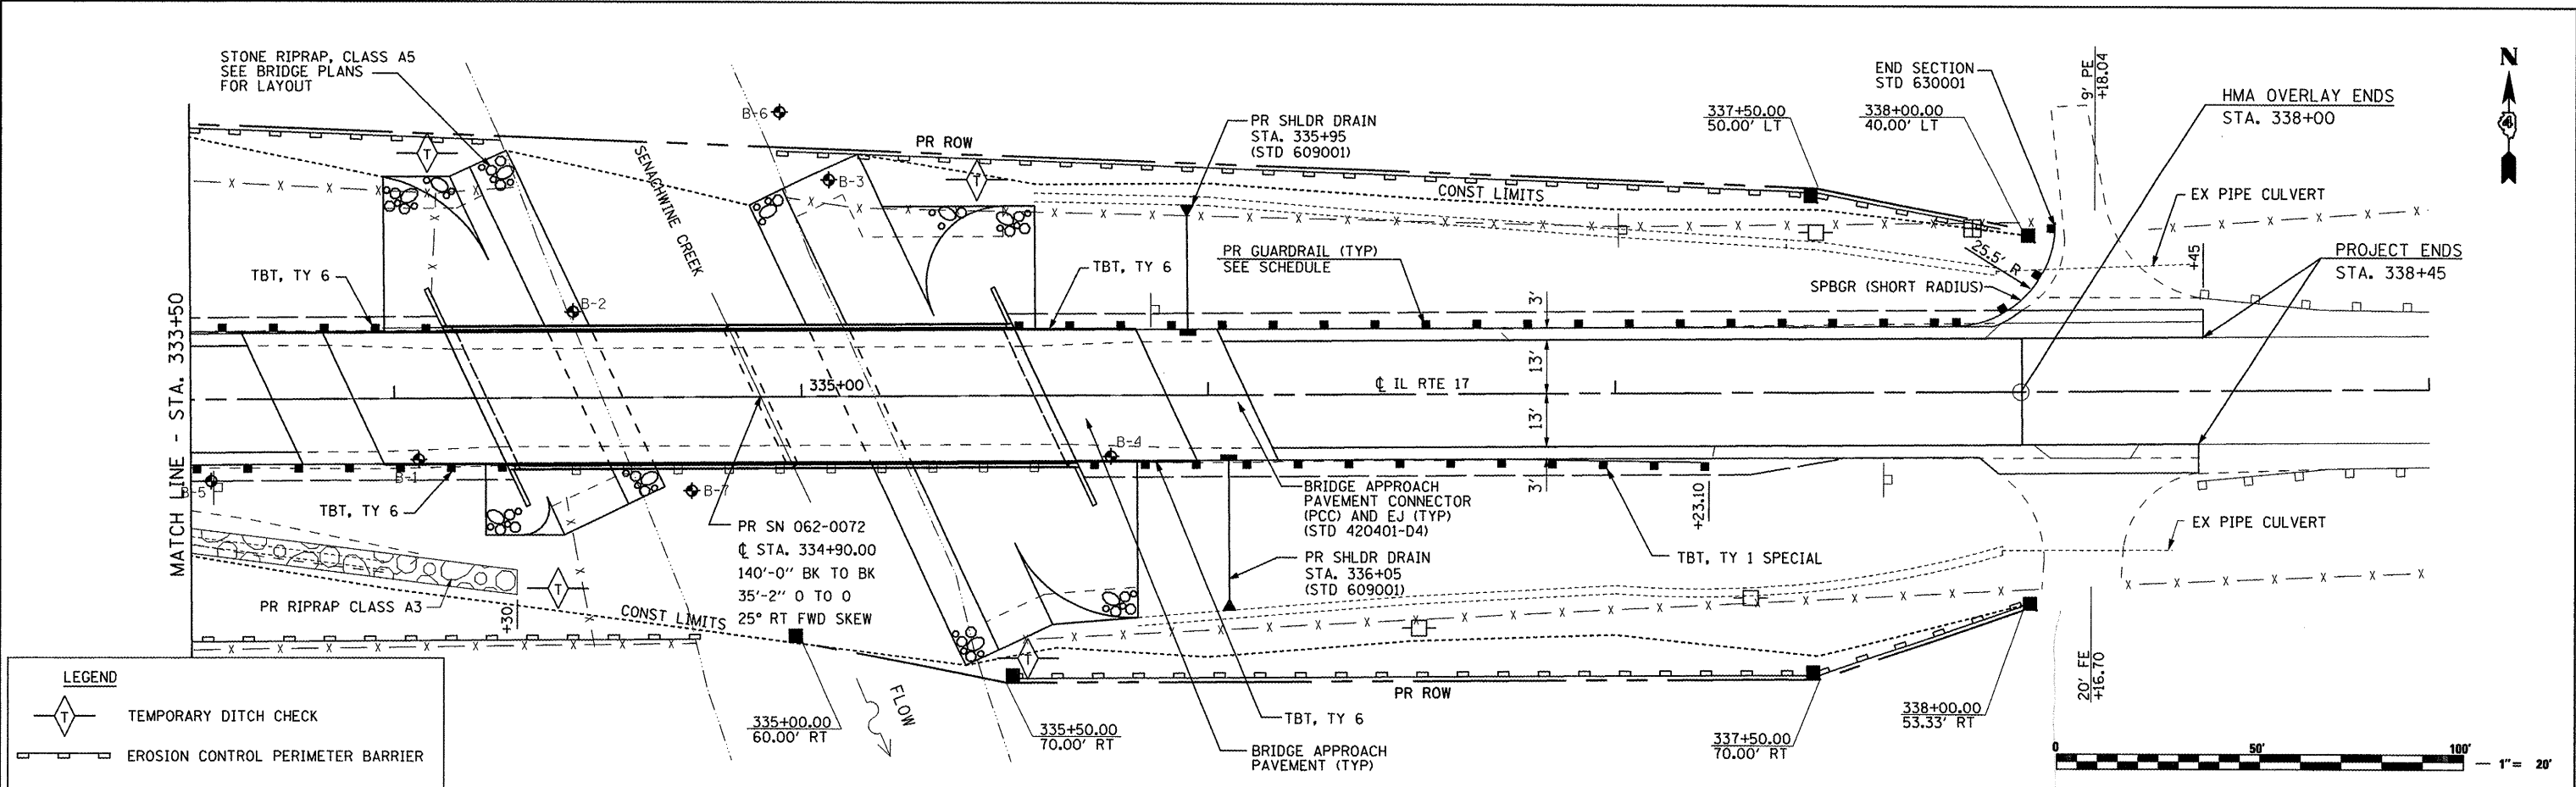 STONE RIPRAP, CLASS A5
SEE BRIDGE PLANS
FOR LAYOUT
B-6
PR SHLDR DRAIN
STA. 335+95
(STD 609001)
PR ROW
END SECTION
STD 630001
337+50.00
50.00' LT
338+00.00
40.00' LT
9' PE
+18.04
HMA OVERLAY ENDS
STA. 338+00
N
4
T
T
B-3
SENACHWINE CREEK
CONST LIMITS
EX PIPE CULVERT
25.5' R
+45
PROJECT ENDS
STA. 338+45
TBT, TY 6
TBT, TY 6
PR GUARDRAIL (TYP)
SEE SCHEDULE
SPBGR (SHORT RADIUS)
B-2
3'
MATCH LINE - STA. 333+50
335+00
℄ IL RTE 17
13'
13'
3'
B-1
B-4
B-5
B-7
TBT, TY 6
PR SN 062-0072
℄ STA. 334+90.00
140'-0" BK TO BK
35'-2" O TO O
25° RT FWD SKEW
BRIDGE APPROACH
PAVEMENT CONNECTOR
(PCC) AND EJ (TYP)
(STD 420401-D4)
+23.10
EX PIPE CULVERT
PR SHLDR DRAIN
STA. 336+05
(STD 609001)
TBT, TY 1 SPECIAL
PR RIPRAP CLASS A3
+30
T
CONST LIMITS
T
20' FE
+16.70
PR ROW
FLOW
TBT, TY 6
335+00.00
60.00' RT
335+50.00
70.00' RT
BRIDGE APPROACH
PAVEMENT (TYP)
337+50.00
70.00' RT
338+00.00
53.33' RT
LEGEND
T
TEMPORARY DITCH CHECK
EROSION CONTROL PERIMETER BARRIER
0
50'
100'
1"= 20'